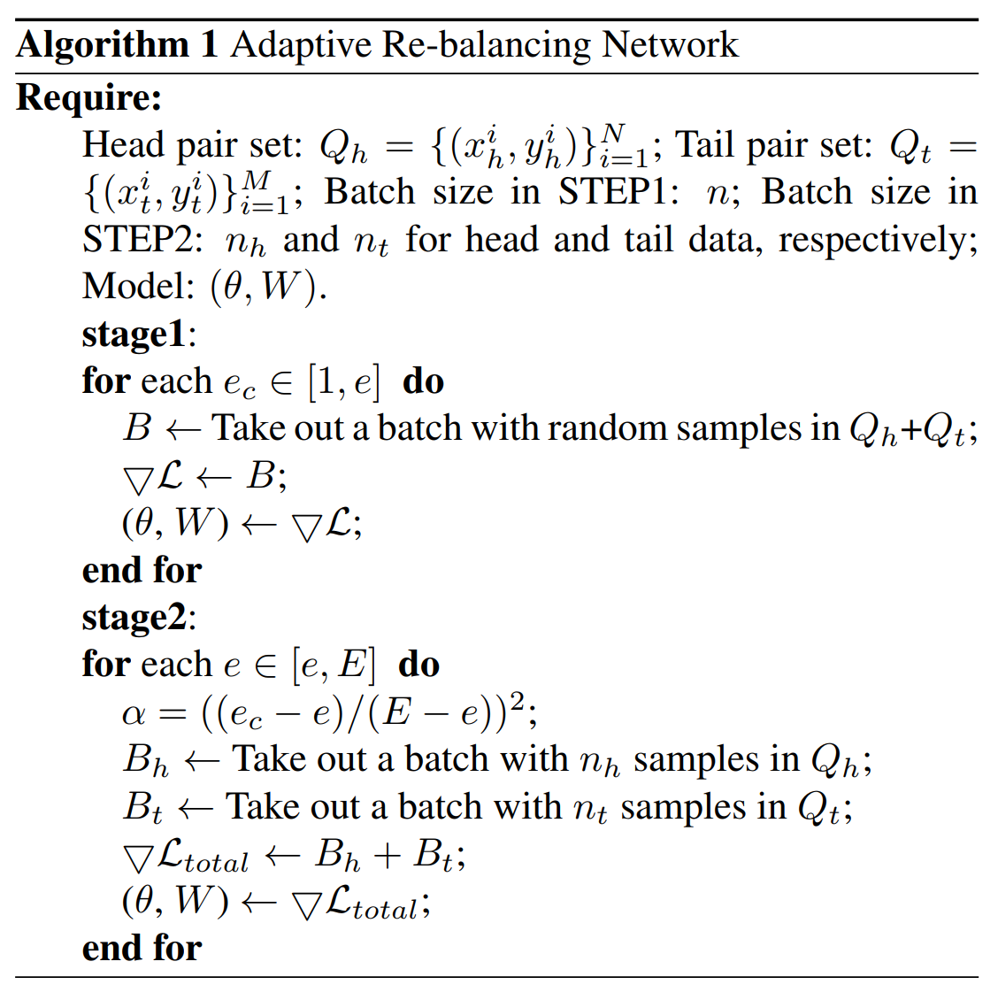 Algorithm 1 Adaptive Re-balancing Network
Require:
Head pair set: $Q_h = \{(x_h^i, y_h^i)\}_{i=1}^N$; Tail pair set: $Q_t =$
$\{(x_t^i, y_t^i)\}_{i=1}^M$; Batch size in STEP1: $n$; Batch size in
STEP2: $n_h$ and $n_t$ for head and tail data, respectively;
Model: $(\theta, W)$.
stage1:
for each $e_c \in [1, e]$ do
$B \leftarrow$ Take out a batch with random samples in $Q_h$+$Q_t$;
$\bigtriangledown \mathcal{L} \leftarrow B$;
$(\theta, W) \leftarrow \bigtriangledown \mathcal{L}$;
end for
stage2:
for each $e \in [e, E]$ do
$\alpha = ((e_c - e)/(E - e))^2$;
$B_h \leftarrow$ Take out a batch with $n_h$ samples in $Q_h$;
$B_t \leftarrow$ Take out a batch with $n_t$ samples in $Q_t$;
$\bigtriangledown \mathcal{L}_{total} \leftarrow B_h + B_t$;
$(\theta, W) \leftarrow \bigtriangledown \mathcal{L}_{total}$;
end for